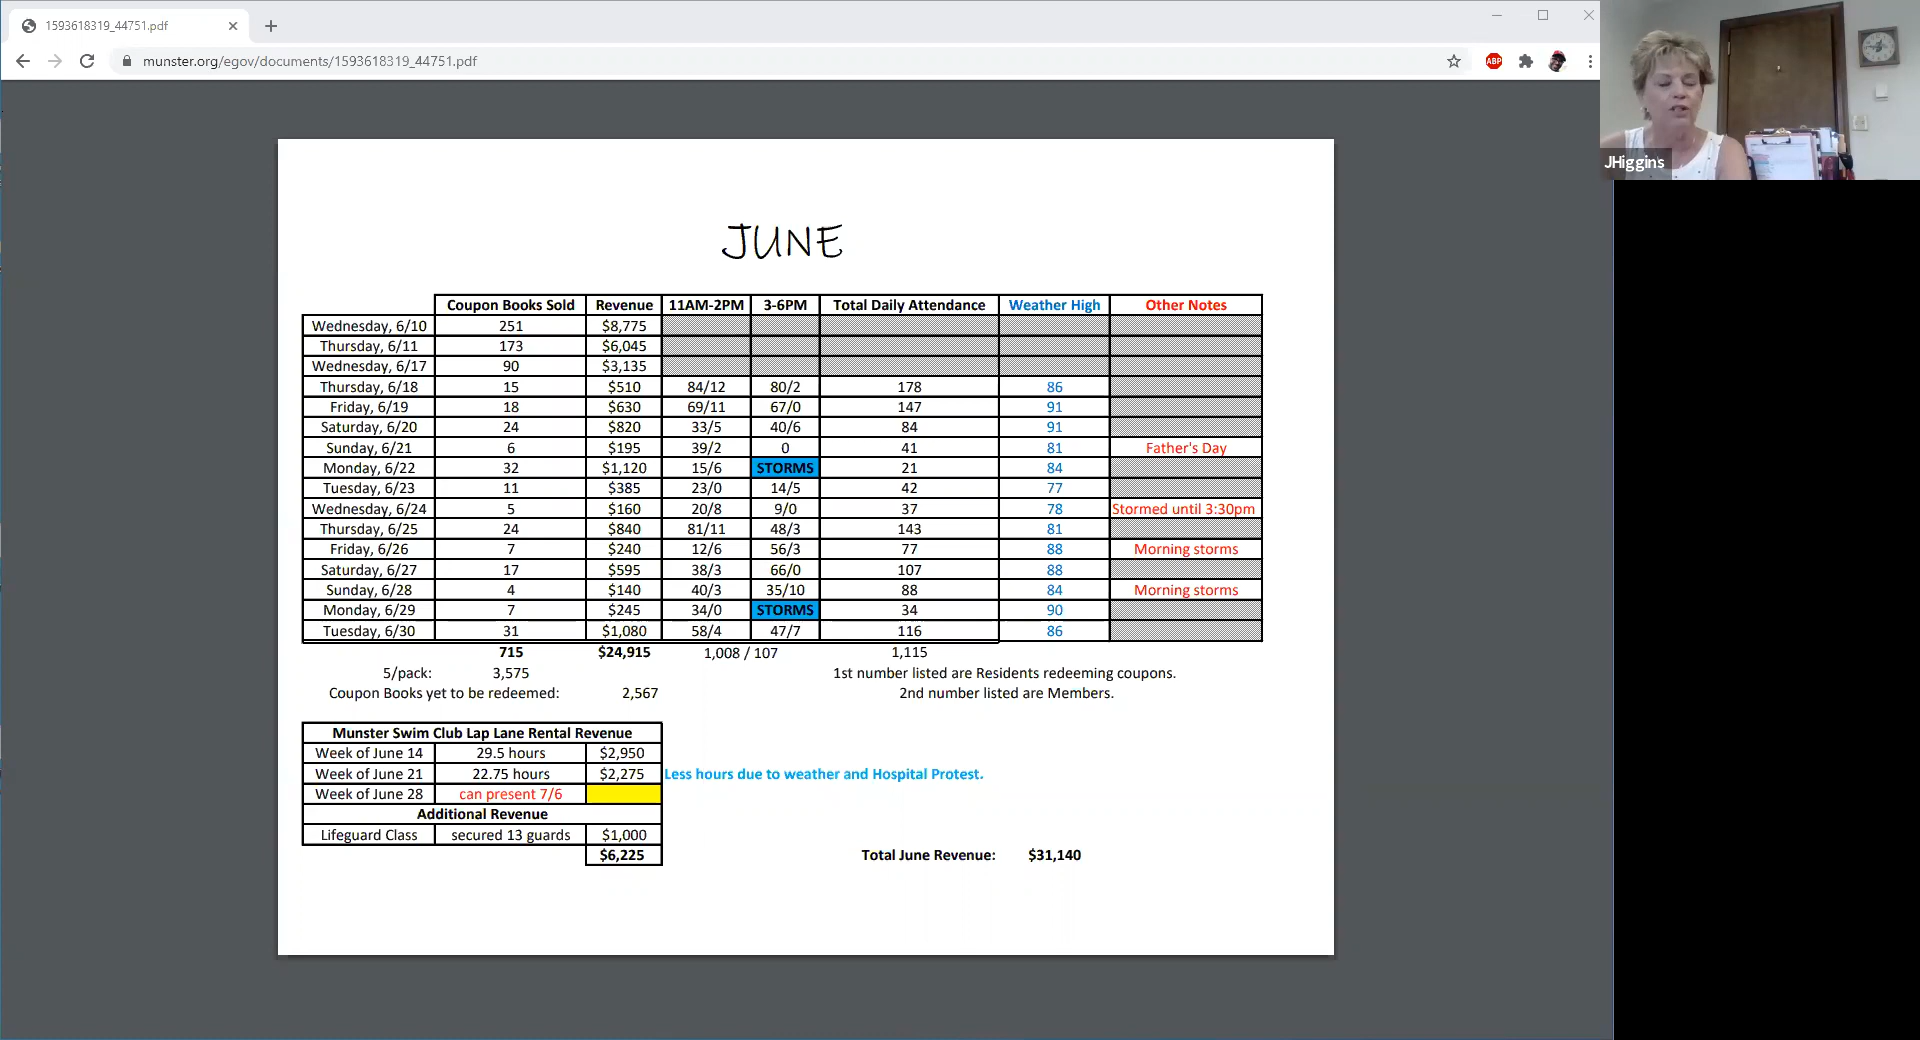 1593618319_44751.pdf
munster.org/egov/documents/1593618319_44751.pdf
ABP
JHiggins
JUNE
Coupon Books Sold Revenue 11AM-2PM 3-6PM Total Daily Attendance Weather High Other Notes
Wednesday, 6/10 251 $8,775
Thursday, 6/11 173 $6,045
Wednesday, 6/17 90 $3,135
Thursday, 6/18 15 $510 84/12 80/2 178 86
Friday, 6/19 18 $630 69/11 67/0 147 91
Saturday, 6/20 24 $820 33/5 40/6 84 91
Sunday, 6/21 6 $195 39/2 0 41 81 Father's Day
Monday, 6/22 32 $1,120 15/6 STORMS 21 84
Tuesday, 6/23 11 $385 23/0 14/5 42 77
Wednesday, 6/24 5 $160 20/8 9/0 37 78 Stormed until 3:30pm
Thursday, 6/25 24 $840 81/11 48/3 143 81
Friday, 6/26 7 $240 12/6 56/3 77 88 Morning storms
Saturday, 6/27 17 $595 38/3 66/0 107 88
Sunday, 6/28 4 $140 40/3 35/10 88 84 Morning storms
Monday, 6/29 7 $245 34/0 STORMS 34 90
Tuesday, 6/30 31 $1,080 58/4 47/7 116 86
715 $24,915 1,008 / 107 1,115
5/pack: 3,575 1st number listed are Residents redeeming coupons.
Coupon Books yet to be redeemed: 2,567 2nd number listed are Members.
Munster Swim Club Lap Lane Rental Revenue
Week of June 14 29.5 hours $2,950
Week of June 21 22.75 hours $2,275 Less hours due to weather and Hospital Protest.
Week of June 28 can present 7/6
Additional Revenue
Lifeguard Class secured 13 guards $1,000
$6,225 Total June Revenue: $31,140